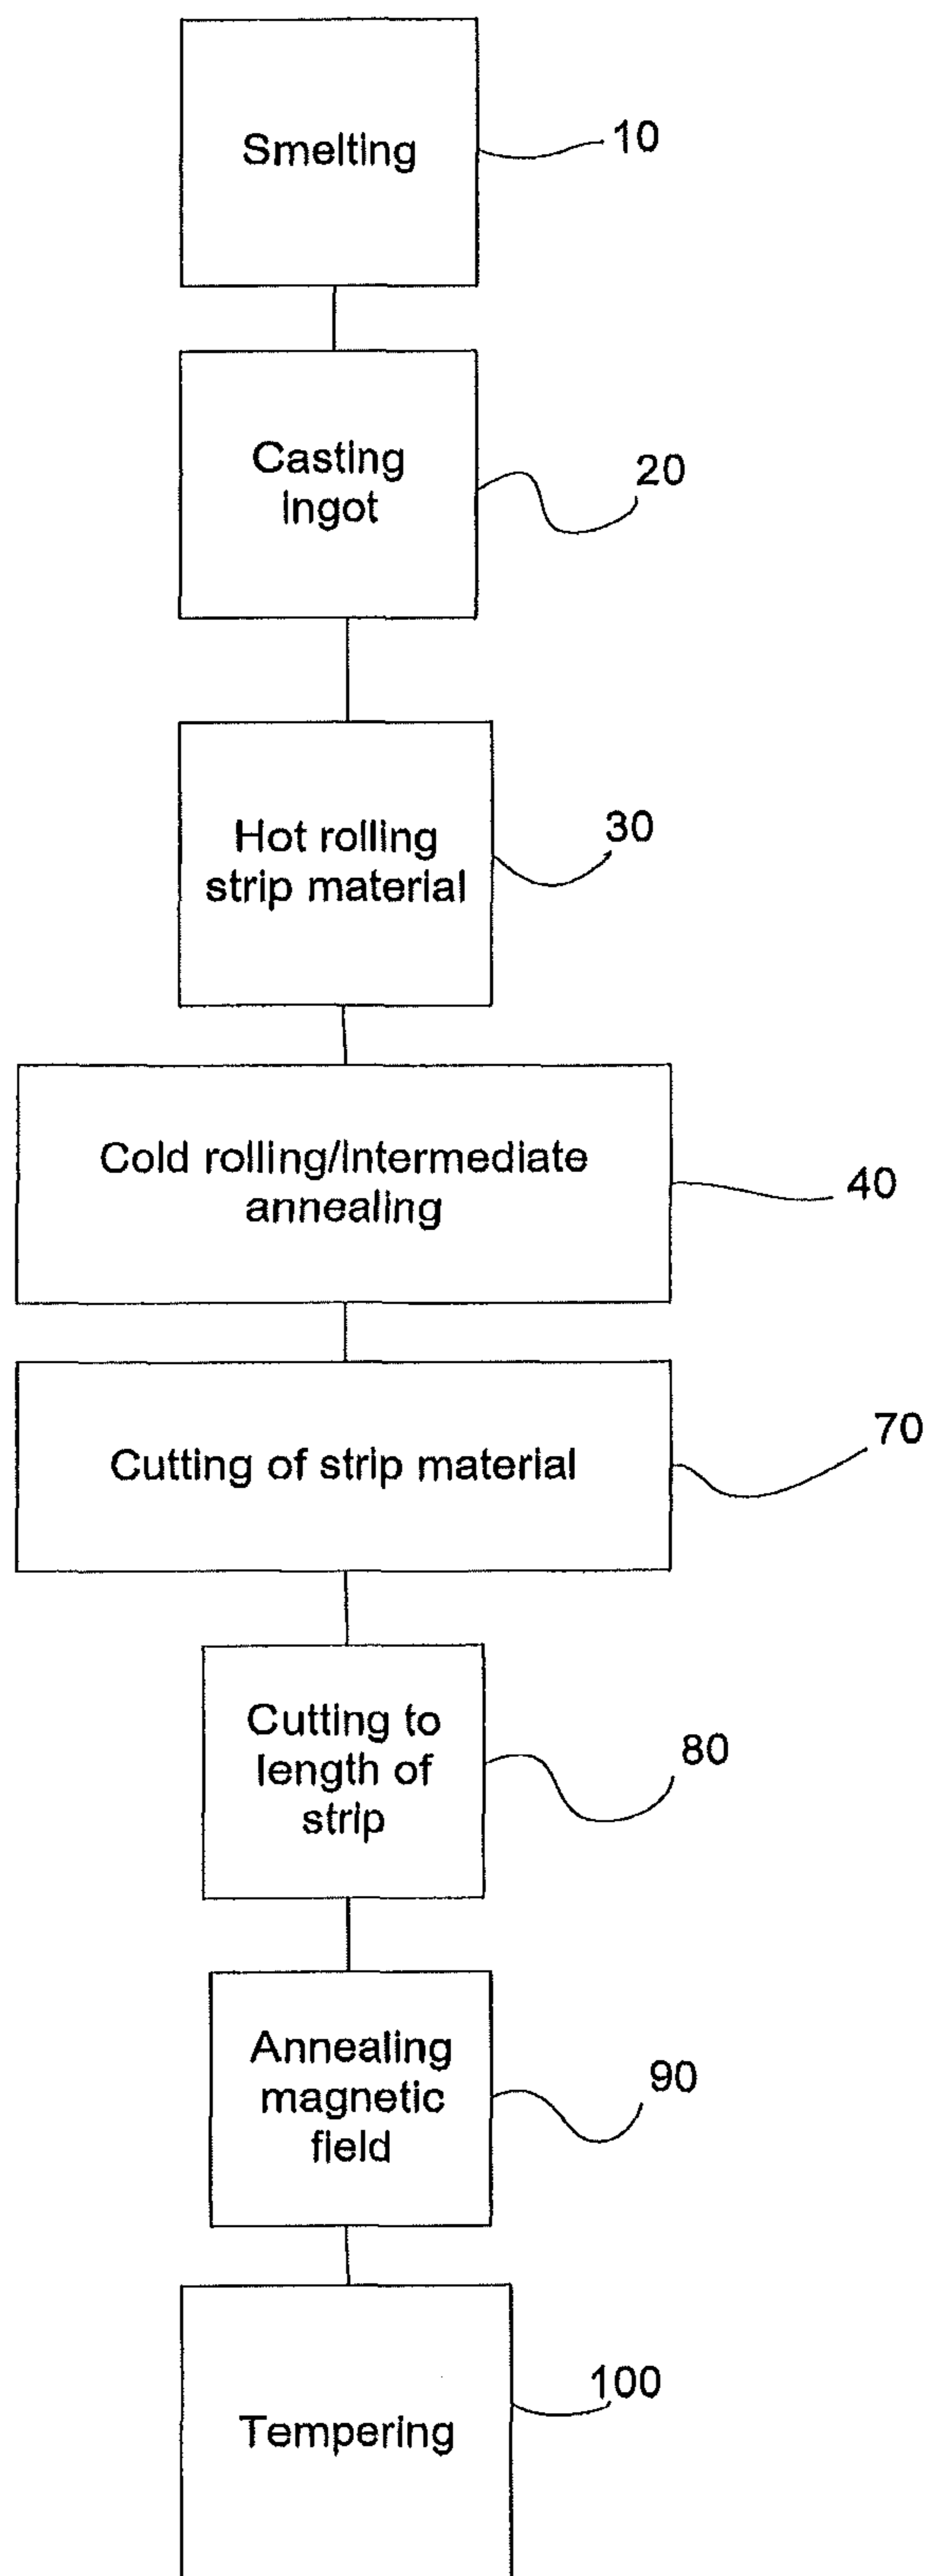 Smelting
10
Casting
ingot
20
Hot rolling
strip material
30
Cold rolling/intermediate
annealing
40
Cutting of strip material
70
Cutting to
length of
strip
80
Annealing
magnetic
field
90
Tempering
100